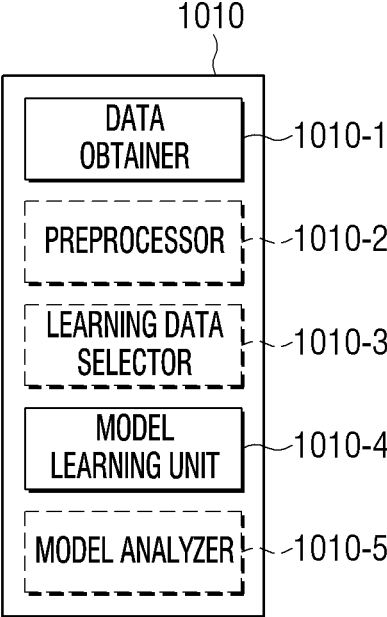 1010
DATA
OBTAINER
1010-1
PREPROCESSOR
1010-2
LEARNING DATA
SELECTOR
1010-3
MODEL
LEARNING UNIT
1010-4
MODEL ANALYZER
1010-5